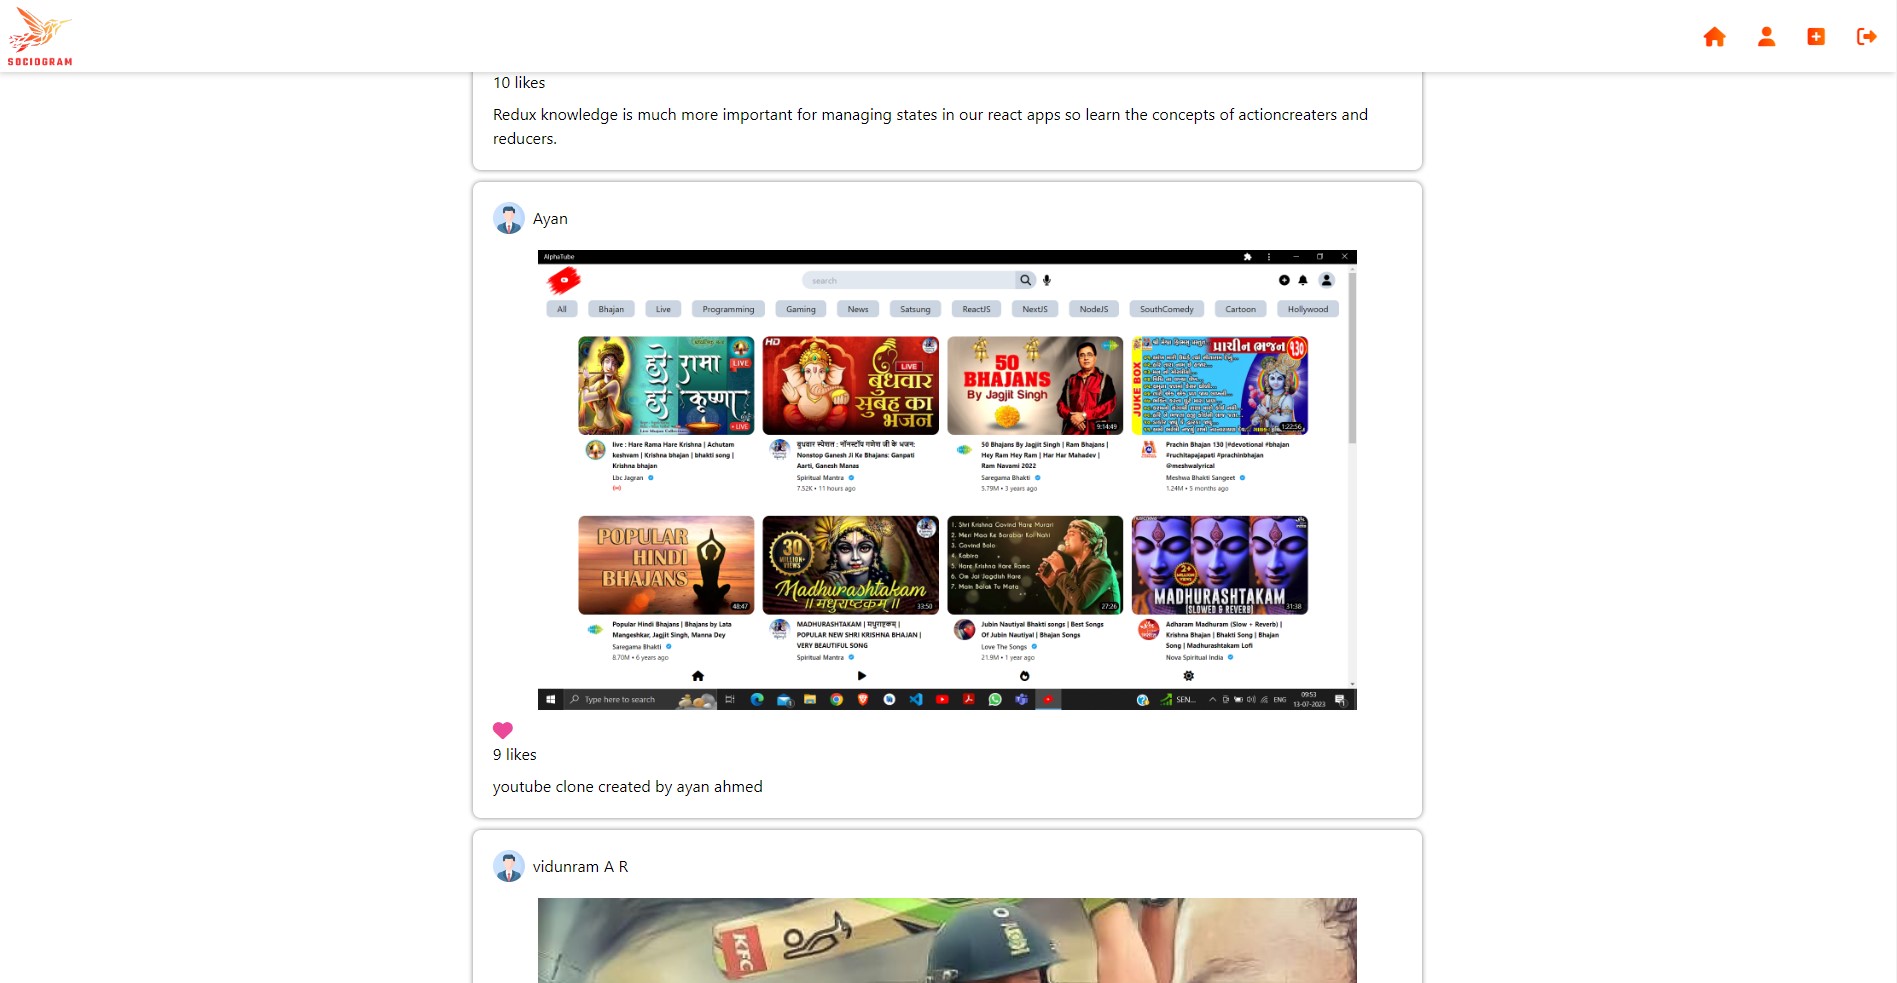 SOCIOGRAM
10 likes
Redux knowledge is much more important for managing states in our react apps so learn the concepts of actioncreaters and
reducers.
Ayan
AlphaTube
search
All Bhajan Live Programming Gaming News Satsung ReactJS NextJS NodeJS SouthComedy Cartoon Hollywood
हरे रामा
हरे कृष्णा
LIVE
LIVE
HD
LIVE
बुधवार
सुबह का
भजन
50
BHAJANS
By Jagjit Singh
9:14:49
JUKE BOX
પ્રાચીન ભજન
130
1:22:56
live : Hare Rama Hare Krishna | Achutam
keshvam | Krishna bhajan | bhakti song |
Krishna bhajan
Lbc Jagran
बुधवार स्पेशल : नॉनस्टॉप गणेश जी के भजन:
Nonstop Ganesh Ji Ke Bhajans: Ganpati
Aarti, Ganesh Manas
Spiritual Mantra
7.52K • 11 hours ago
50 Bhajans By Jagjit Singh | Ram Bhajans |
Hey Ram Hey Ram | Har Har Mahadev |
Ram Navami 2022
Saregama Bhakti
5.79M • 3 years ago
Prachin Bhajan 130 |#devotional #bhajan
#ruchitaprajapati #prachinbhajan
@meshwalyrical
Meshwa Bhakti Sangeet
1.24M • 5 months ago
POPULAR
HINDI
BHAJANS
48:47
30
MILLION+
VIEWS
Madhurashtakam
॥ मधुराष्टकम् ॥
33:50
1. Shri Krishna Govind Hare Murari
2. Meri Maa Ke Barabar Koi Nahi
3. Govind Bolo
4. Kabira
5. Hare Krishna Hare Rama
6. Om Jai Jagdish Hare
7. Main Balak Tu Mata
27:26
2+
MILLION
VIEWS
MADHURASHTAKAM
(SLOWED & REVERB)
31:38
Popular Hindi Bhajans | Bhajans by Lata
Mangeshkar, Jagjit Singh, Manna Dey
Saregama Bhakti
8.70M • 6 years ago
MADHURASHTAKAM | मधुराष्टकम् |
POPULAR NEW SHRI KRISHNA BHAJAN |
VERY BEAUTIFUL SONG
Spiritual Mantra
Jubin Nautiyal Bhakti songs | Best Songs
Of Jubin Nautiyal | Bhajan Songs
Love The Songs
21.9M • 1 year ago
Adharam Madhuram (Slow + Reverb) |
Krishna Bhajan | Bhakti Song | Bhajan
Song | Madhurashtakam Lofi
Nova Spiritual India
Type here to search
SEN...
ENG
09:53
13-07-2023
9 likes
youtube clone created by ayan ahmed
vidunram A R
KFC